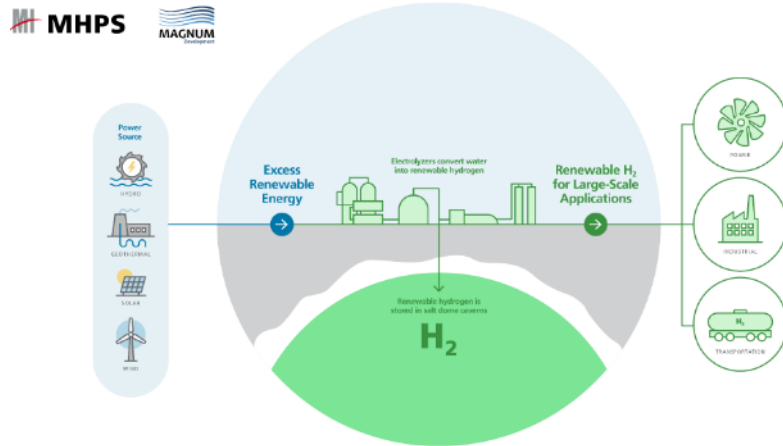 MHPS
MAGNUM
Development
Power
Source
HYDRO
GEOTHERMAL
SOLAR
WIND
Excess
Renewable
Energy
Electrolyzers convert water
into renewable hydrogen
Renewable H₂
for Large-Scale
Applications
Renewable hydrogen is
stored in salt dome caverns
H₂
POWER
INDUSTRIAL
H₂
TRANSPORTATION